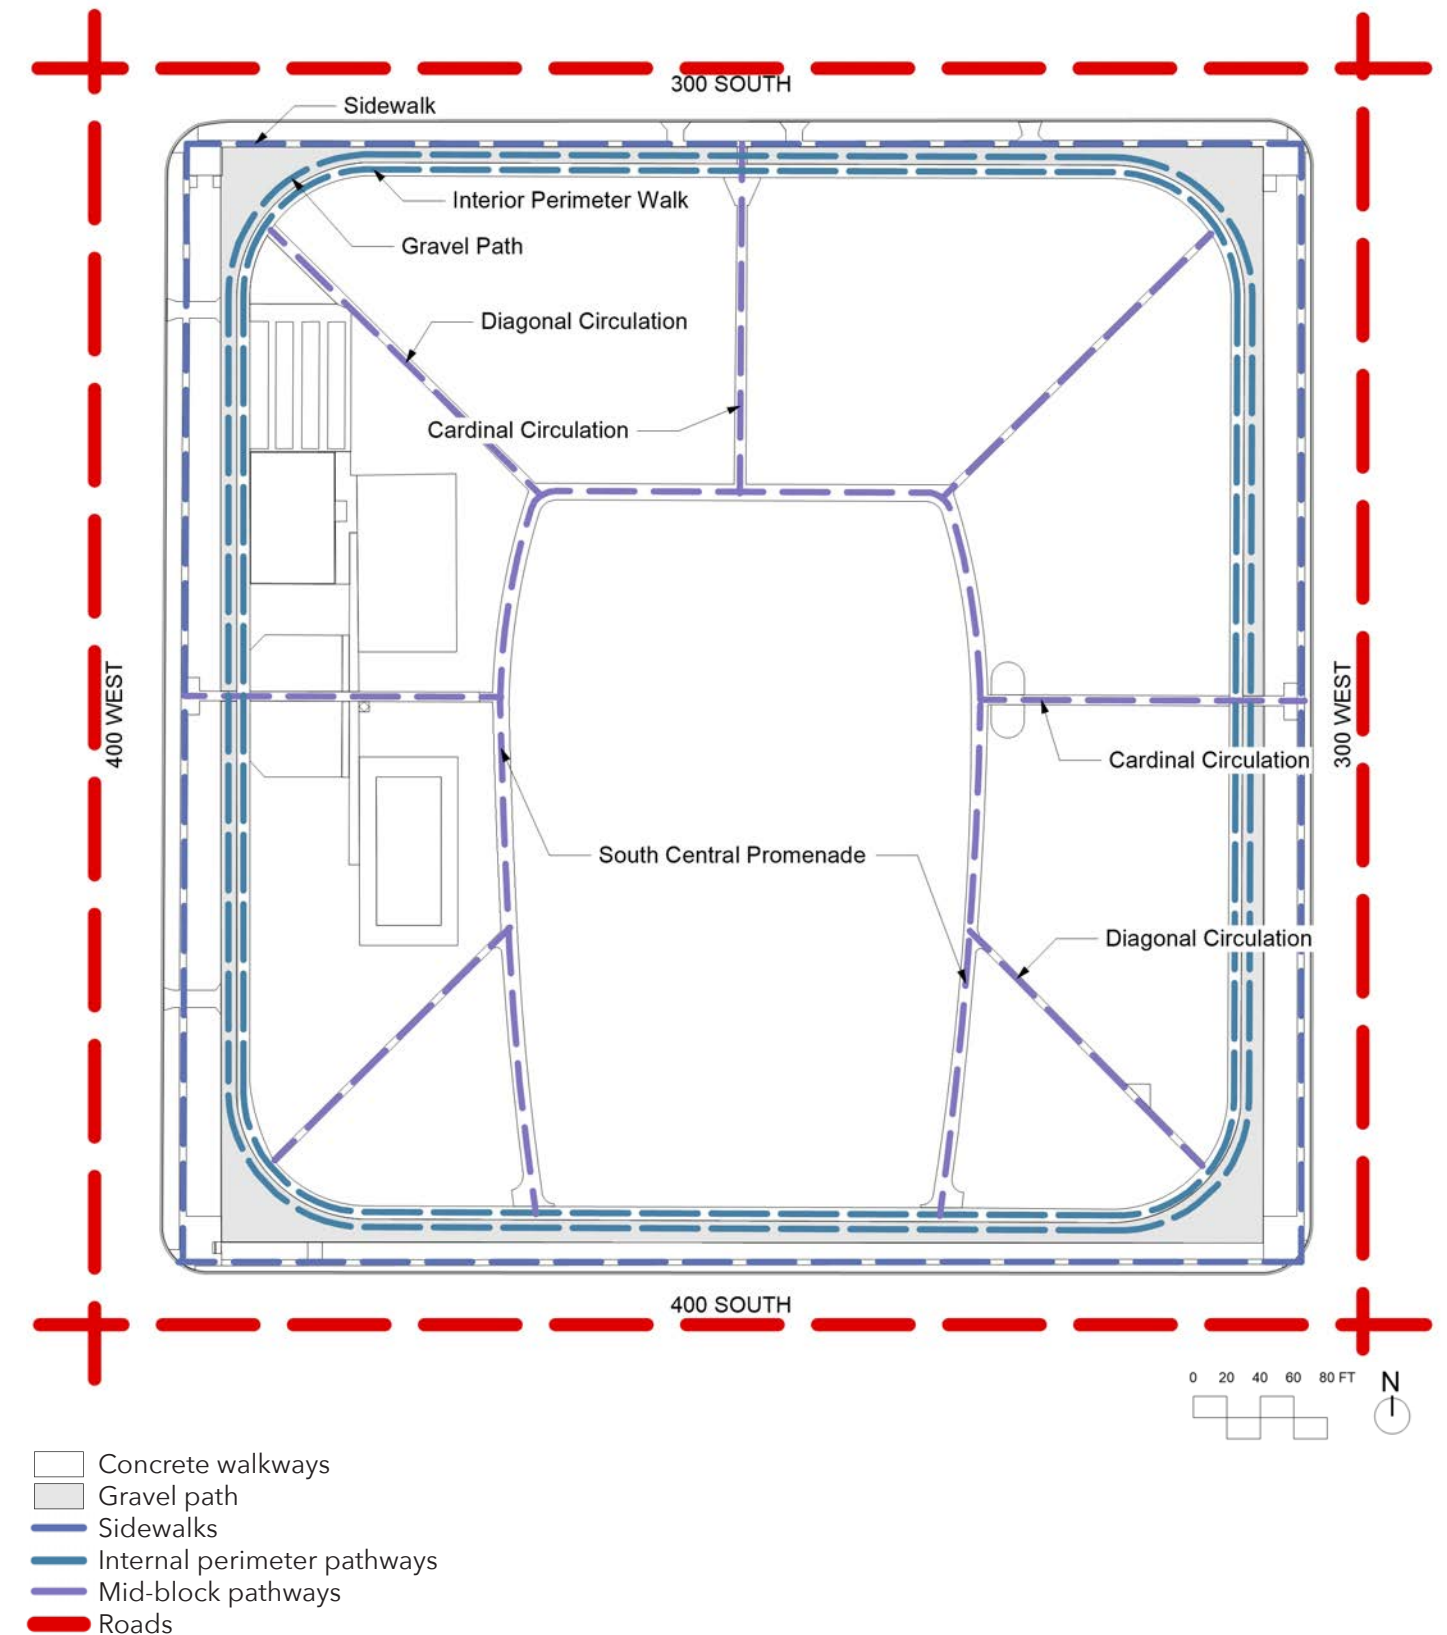 300 SOUTH
Sidewalk
Interior Perimeter Walk
Gravel Path
Diagonal Circulation
Cardinal Circulation
400 WEST
300 WEST
Cardinal Circulation
South Central Promenade
Diagonal Circulation
400 SOUTH
0 20 40 60 80 FT N
Concrete walkways
Gravel path
Sidewalks
Internal perimeter pathways
Mid-block pathways
Roads